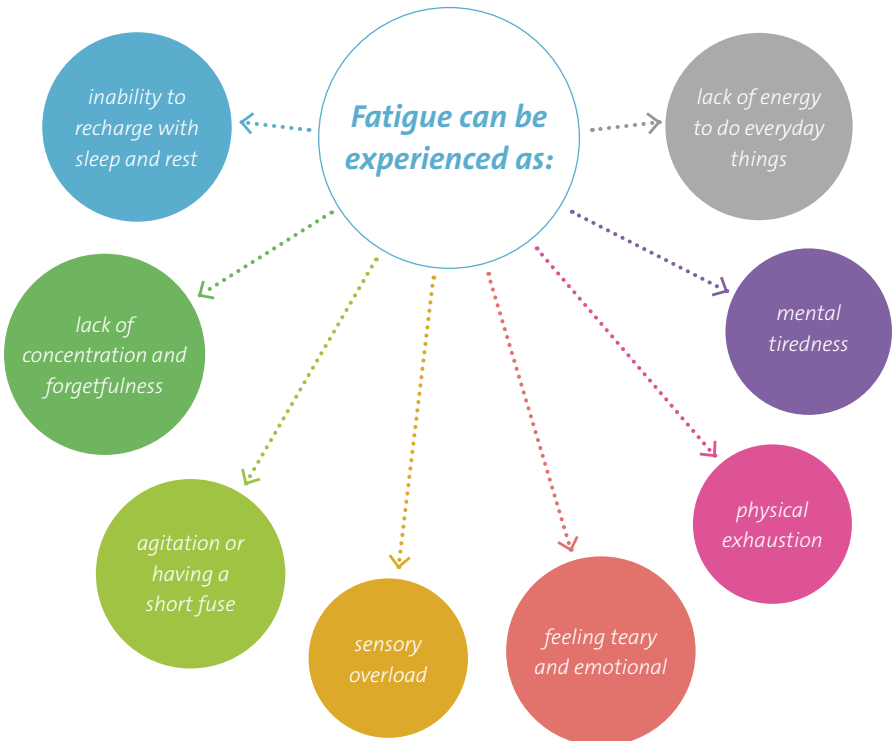 Fatigue can be
experienced as:
inability to
recharge with
sleep and rest
lack of energy
to do everyday
things
lack of
concentration and
forgetfulness
mental
tiredness
agitation or
having a
short fuse
physical
exhaustion
sensory
overload
feeling teary
and emotional